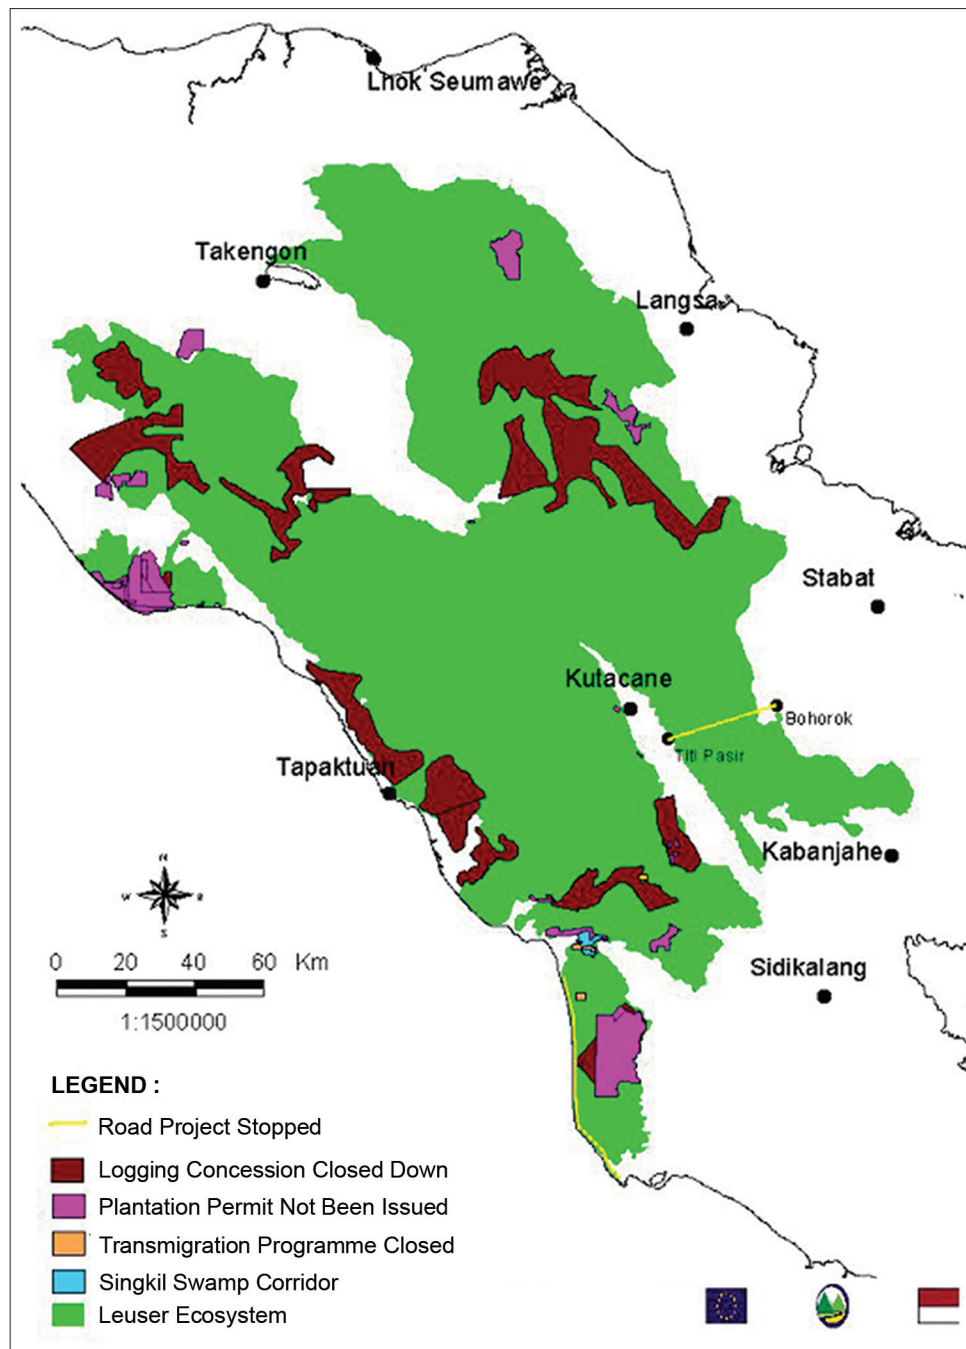 Lhok Seumawe
Takengon
Langsa
Stabat
Kutacane
Bohorok
Titi Pasir
Tapaktuan
Kabanjahe
N
W E
S
Sidikalang
0 20 40 60 Km
1:1500000
LEGEND :
Road Project Stopped
Logging Concession Closed Down
Plantation Permit Not Been Issued
Transmigration Programme Closed
Singkil Swamp Corridor
Leuser Ecosystem